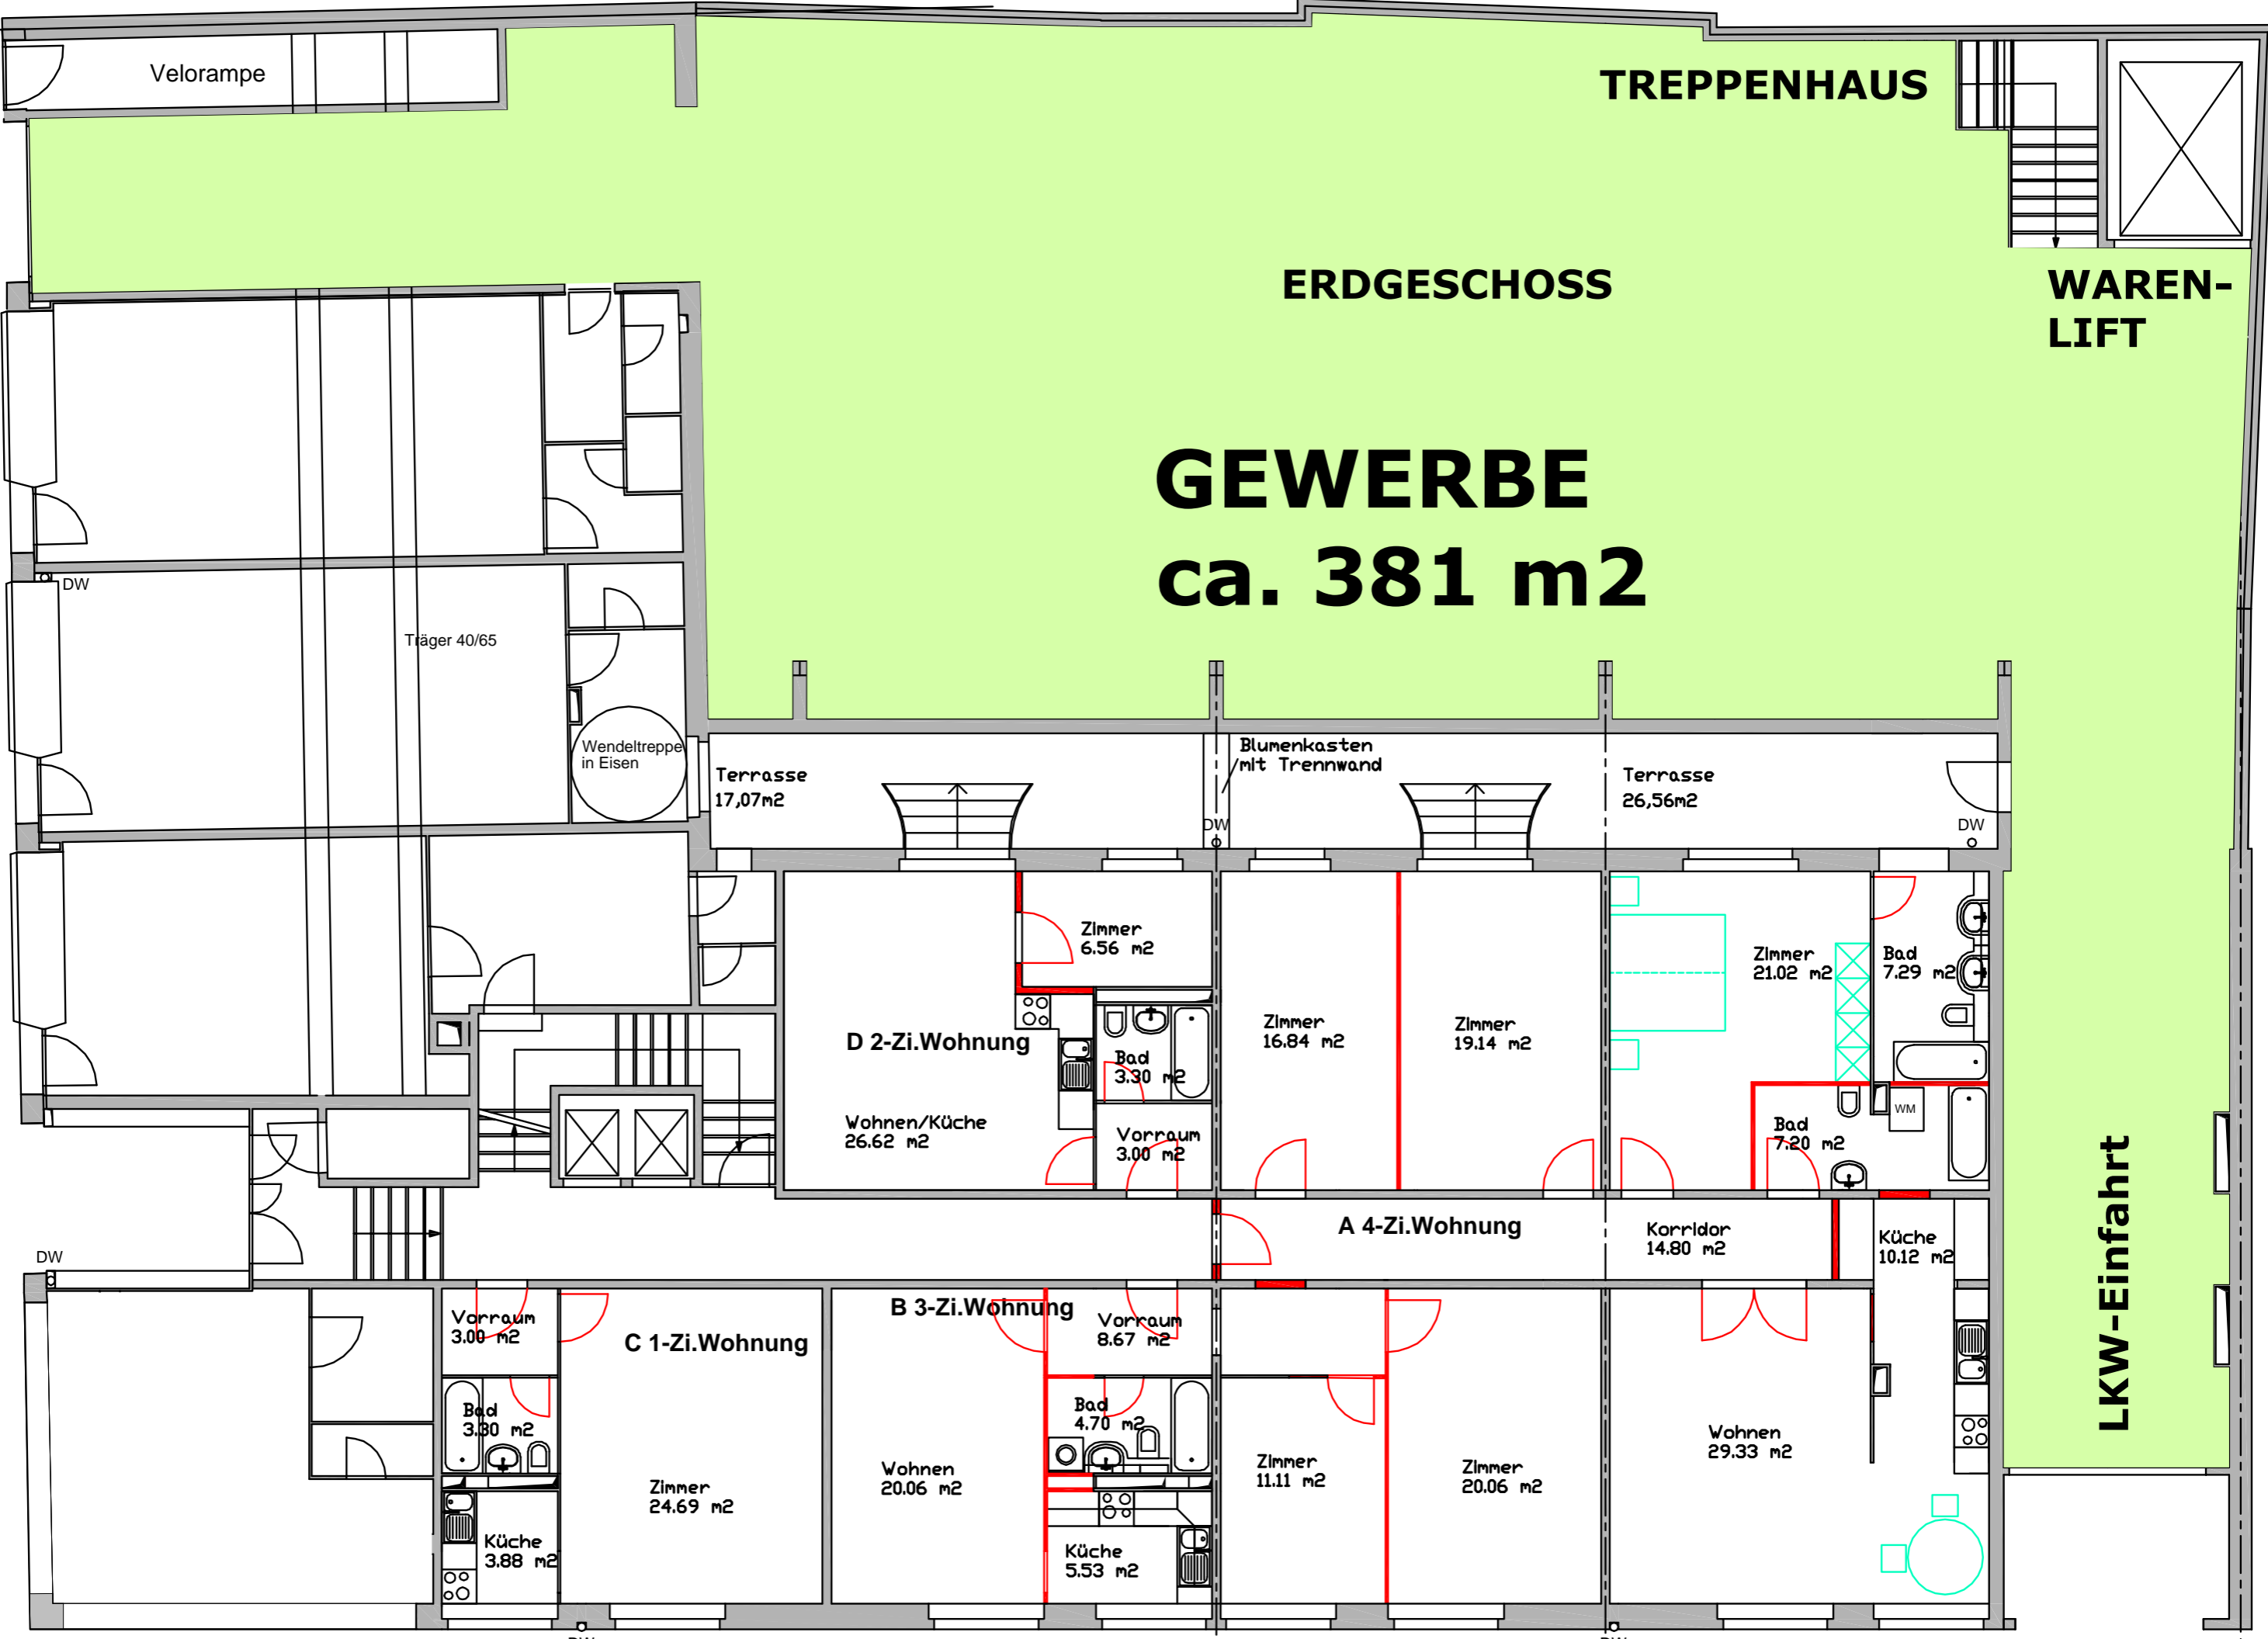 Velorampe
TREPPENHAUS
ERDGESCHOSS
WAREN-
LIFT
GEWERBE
ca. 381 m2
DW
Träger 40/65
Wendeltreppe
in Eisen
Terrasse
17,07m2
Blumenkasten
mit Trennwand
Terrasse
26,56m2
DW
DW
Zimmer
6.56 m2
Zimmer
21.02 m2
Bad
7.29 m2
D 2-Zi.Wohnung
Zimmer
16.84 m2
Zimmer
19.14 m2
Bad
3.30 m2
Wohnen/Küche
26.62 m2
Vorraum
3.00 m2
Bad
7.20 m2
WM
LKW-Einfahrt
A 4-Zi.Wohnung
Korridor
14.80 m2
Küche
10.12 m2
DW
Vorraum
3.00 m2
C 1-Zi.Wohnung
B 3-Zi.Wohnung
Vorraum
8.67 m2
Bad
3.30 m2
Bad
4.70 m2
Wohnen
29.33 m2
Zimmer
24.69 m2
Wohnen
20.06 m2
Zimmer
11.11 m2
Zimmer
20.06 m2
Küche
3.88 m2
Küche
5.53 m2